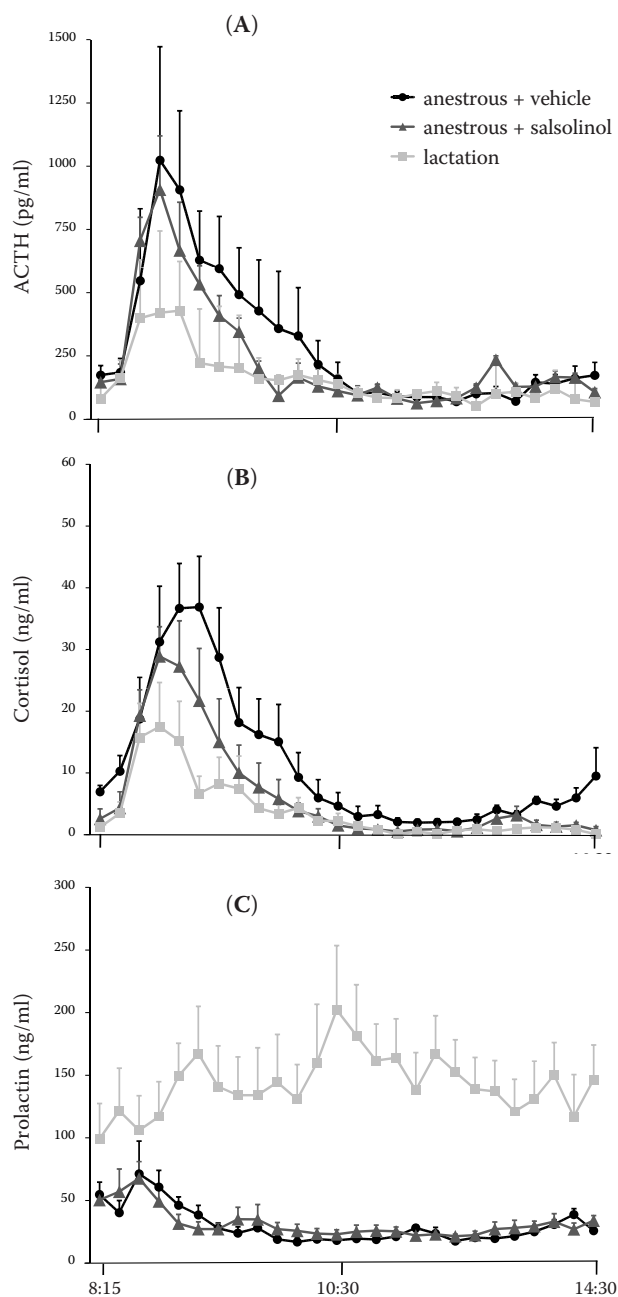 (A)
1500
1250
1000
750
500
250
0
ACTH (pg/ml)
anestrous + vehicle
anestrous + salsolinol
lactation
(B)
60
50
40
30
20
10
0
Cortisol (ng/ml)
(C)
300
250
200
150
100
50
0
Prolactin (ng/ml)
8:15 10:30 14:30